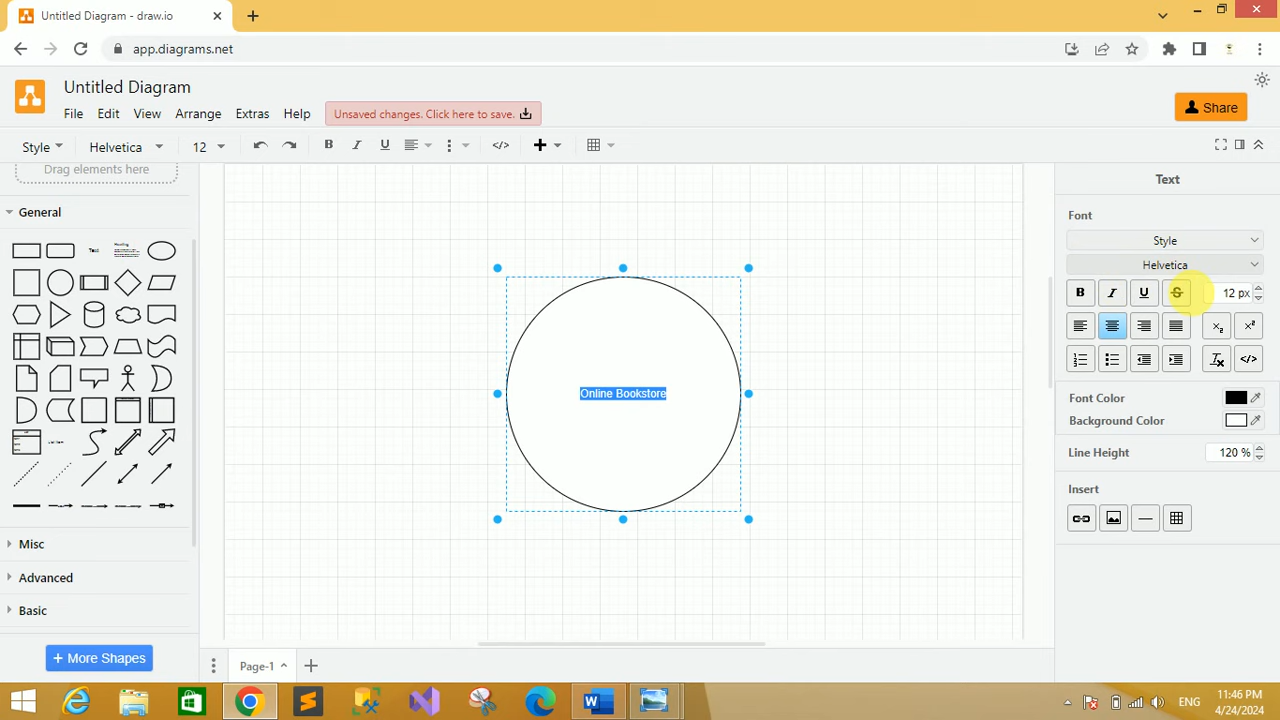 Untitled Diagram - draw.io
app.diagrams.net
Untitled Diagram
File Edit View Arrange Extras Help
Unsaved changes. Click here to save.
Share
Style Helvetica 12
Drag elements here
General
Text
Heading
Misc
Advanced
Basic
+ More Shapes
Online Bookstore
Text
Font
Style
Helvetica
B I U S 12 px
Font Color
Background Color
Line Height 120 %
Insert
Page-1
ENG
11:46 PM
4/24/2024